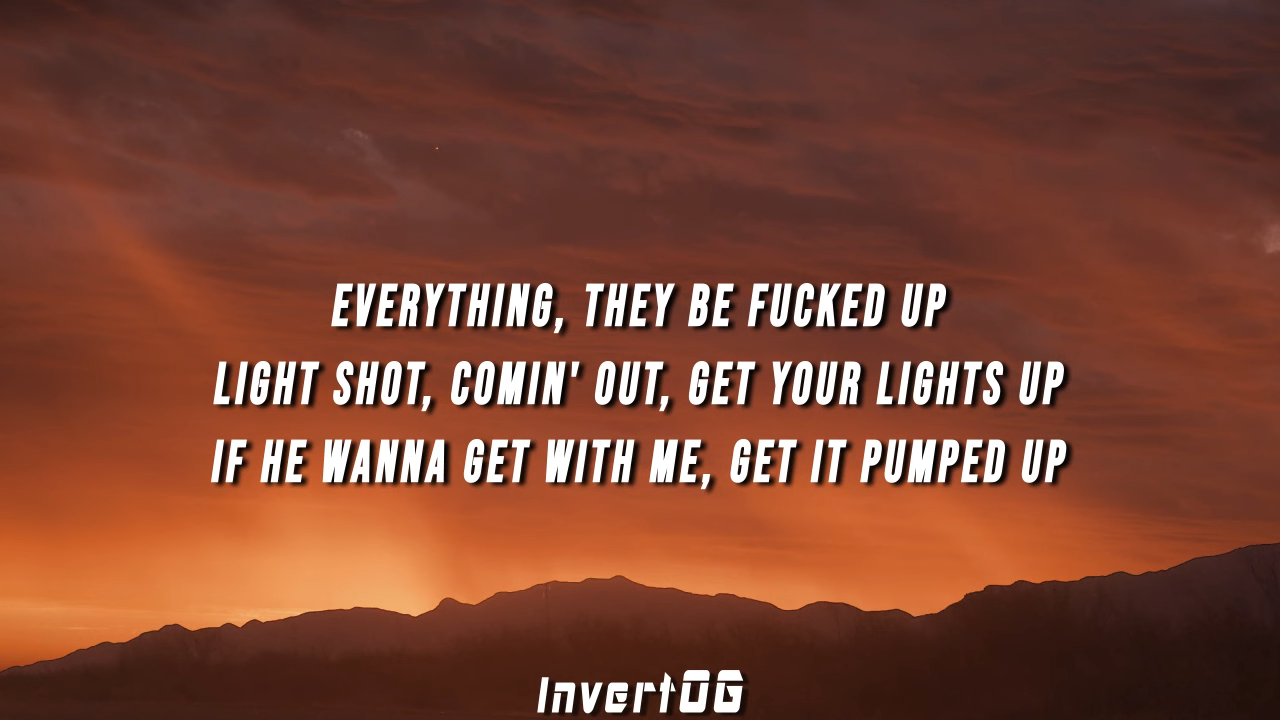 EVERYTHING, THEY BE FUCKED UP
LIGHT SHOT, COMIN' OUT, GET YOUR LIGHTS UP
IF HE WANNA GET WITH ME, GET IT PUMPED UP
InvertOG